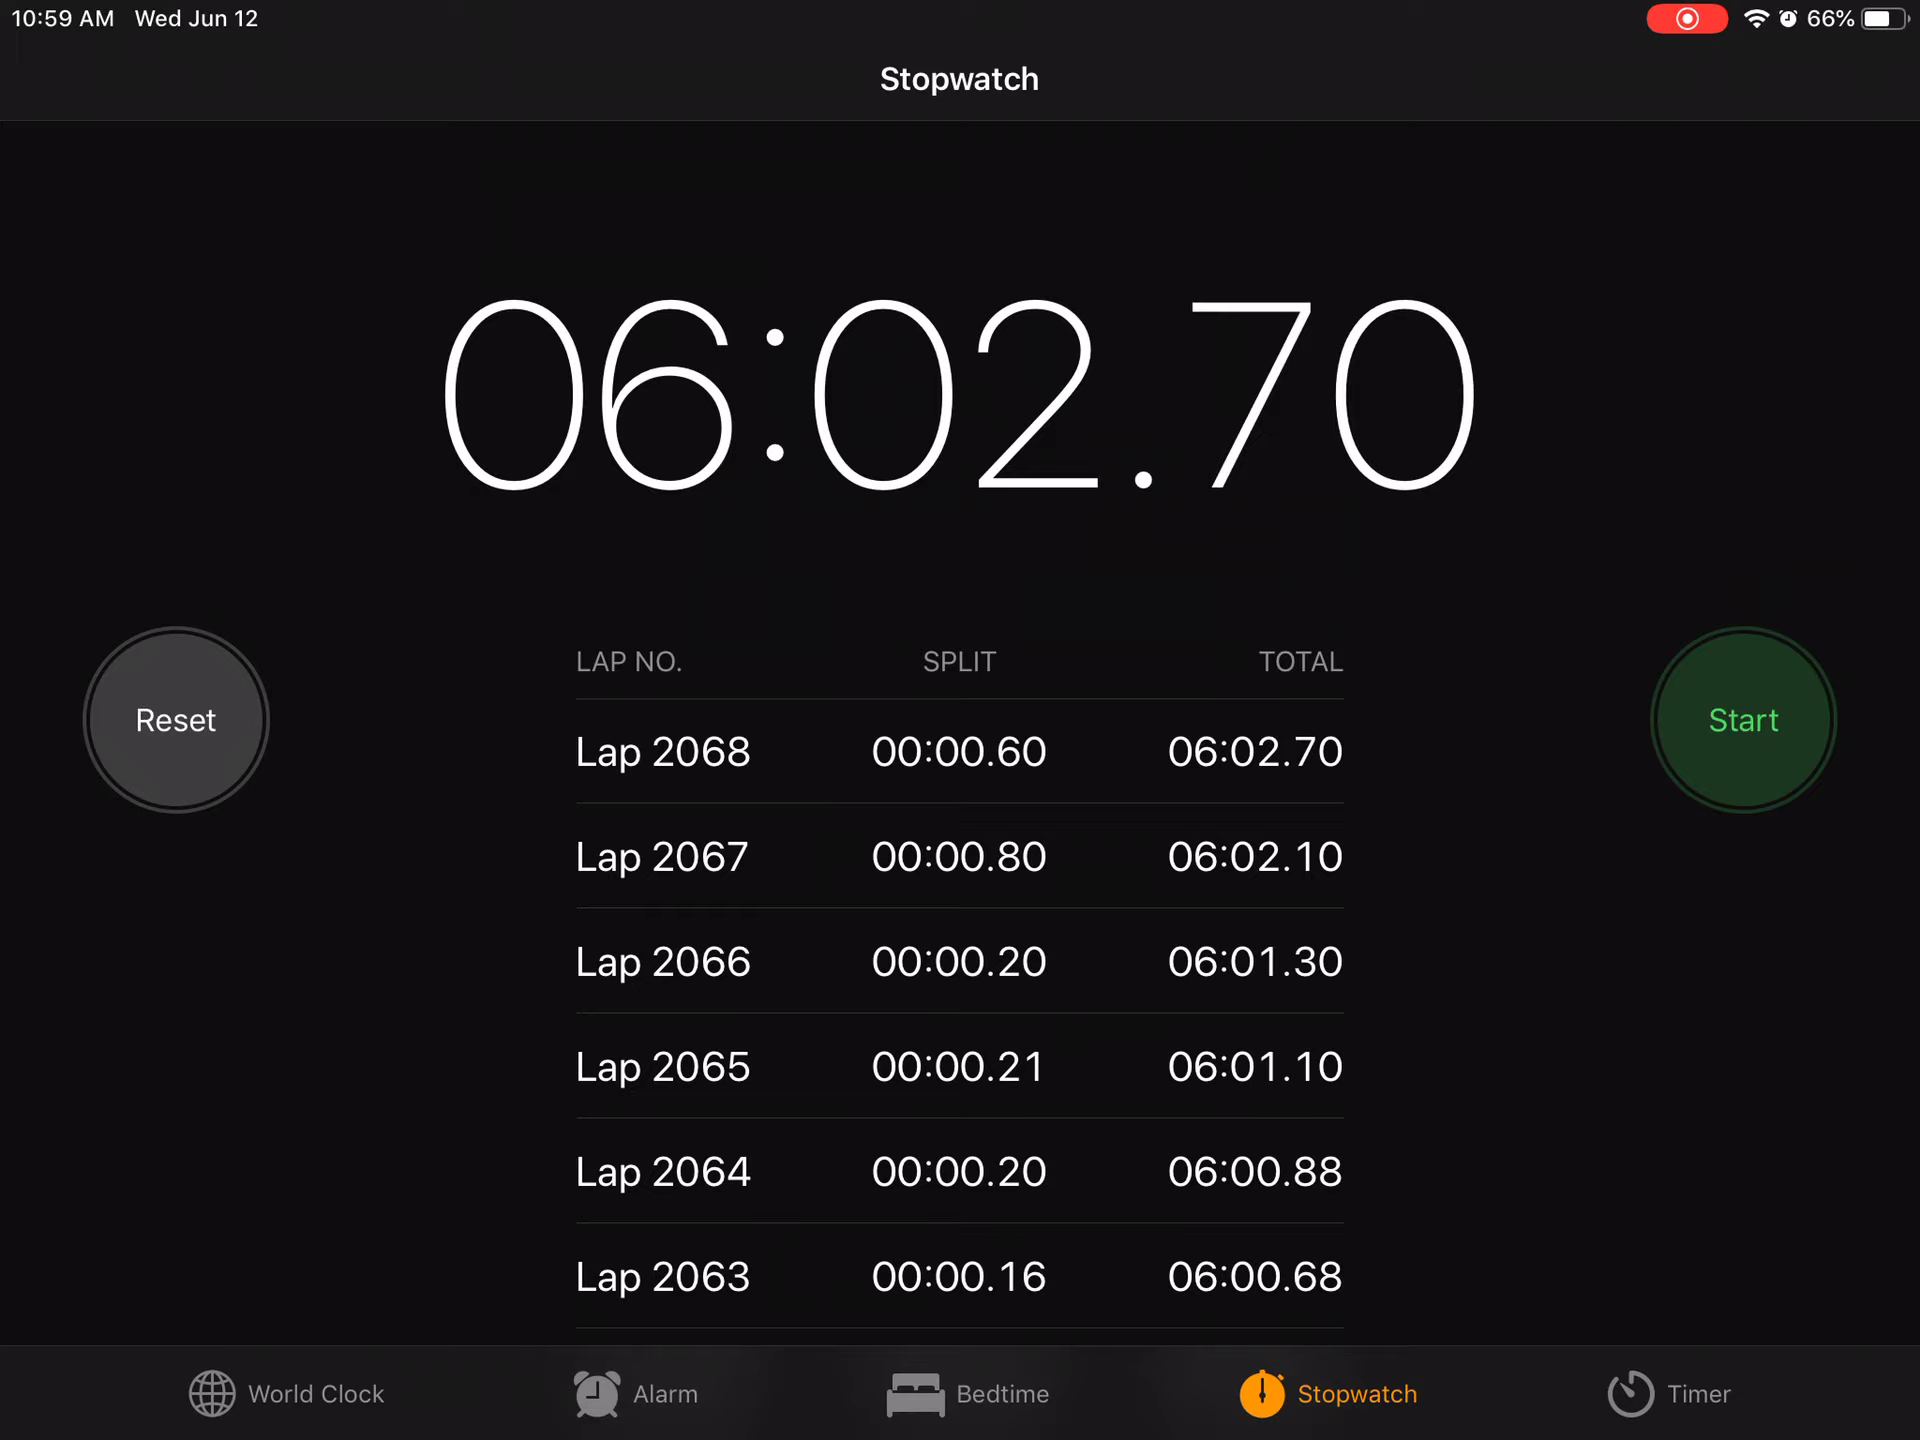 10:59 AM Wed Jun 12 66%
Stopwatch
06:02.70
Reset
Start
LAP NO. SPLIT TOTAL
Lap 2068 00:00.60 06:02.70
Lap 2067 00:00.80 06:02.10
Lap 2066 00:00.20 06:01.30
Lap 2065 00:00.21 06:01.10
Lap 2064 00:00.20 06:00.88
Lap 2063 00:00.16 06:00.68
World Clock Alarm Bedtime Stopwatch Timer